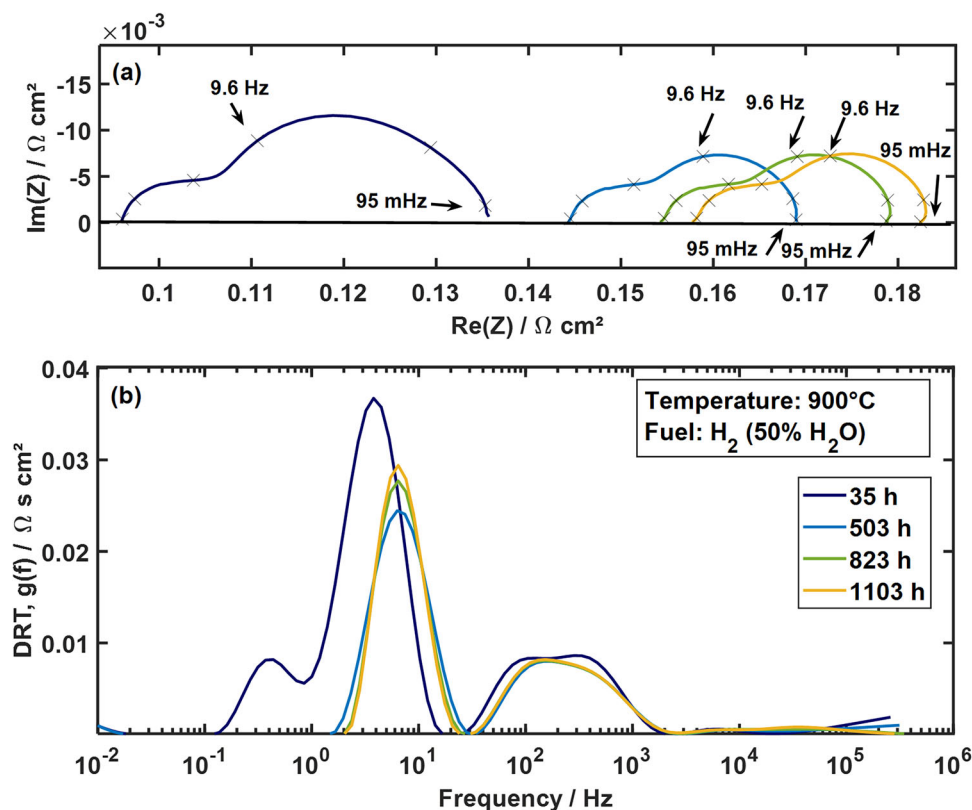 ×10⁻³
(a)
-15
-10
-5
0
Im(Z) / Ω cm²
9.6 Hz
9.6 Hz
9.6 Hz
9.6 Hz
95 mHz
95 mHz
95 mHz
95 mHz
0.1
0.11
0.12
0.13
0.14
0.15
0.16
0.17
0.18
Re(Z) / Ω cm²
(b)
0.04
0.03
0.02
0.01
0
DRT, g(f) / Ω s cm²
Temperature: 900°C
Fuel: H₂ (50% H₂O)
35 h
503 h
823 h
1103 h
10⁻²
10⁻¹
10⁰
10¹
10²
10³
10⁴
10⁵
10⁶
Frequency / Hz